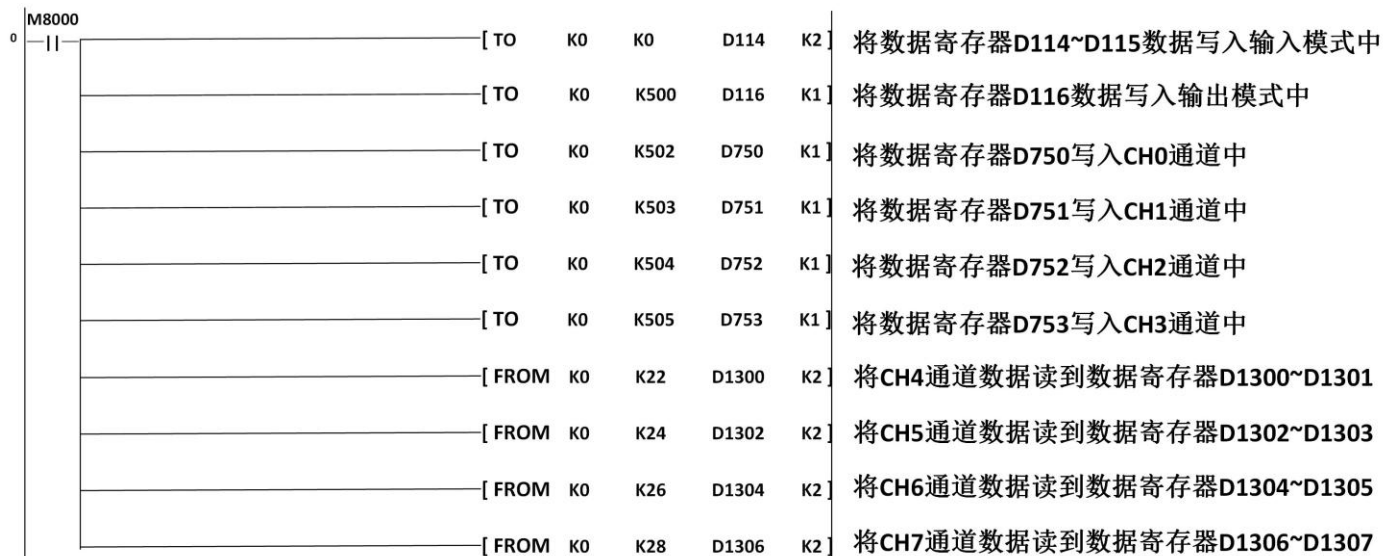 M8000
0 [ TO K0 K0 D114 K2 ] 将数据寄存器D114~D115数据写入输入模式中
[ TO K0 K500 D116 K1 ] 将数据寄存器D116数据写入输出模式中
[ TO K0 K502 D750 K1 ] 将数据寄存器D750写入CH0通道中
[ TO K0 K503 D751 K1 ] 将数据寄存器D751写入CH1通道中
[ TO K0 K504 D752 K1 ] 将数据寄存器D752写入CH2通道中
[ TO K0 K505 D753 K1 ] 将数据寄存器D753写入CH3通道中
[ FROM K0 K22 D1300 K2 ] 将CH4通道数据读到数据寄存器D1300~D1301
[ FROM K0 K24 D1302 K2 ] 将CH5通道数据读到数据寄存器D1302~D1303
[ FROM K0 K26 D1304 K2 ] 将CH6通道数据读到数据寄存器D1304~D1305
[ FROM K0 K28 D1306 K2 ] 将CH7通道数据读到数据寄存器D1306~D1307